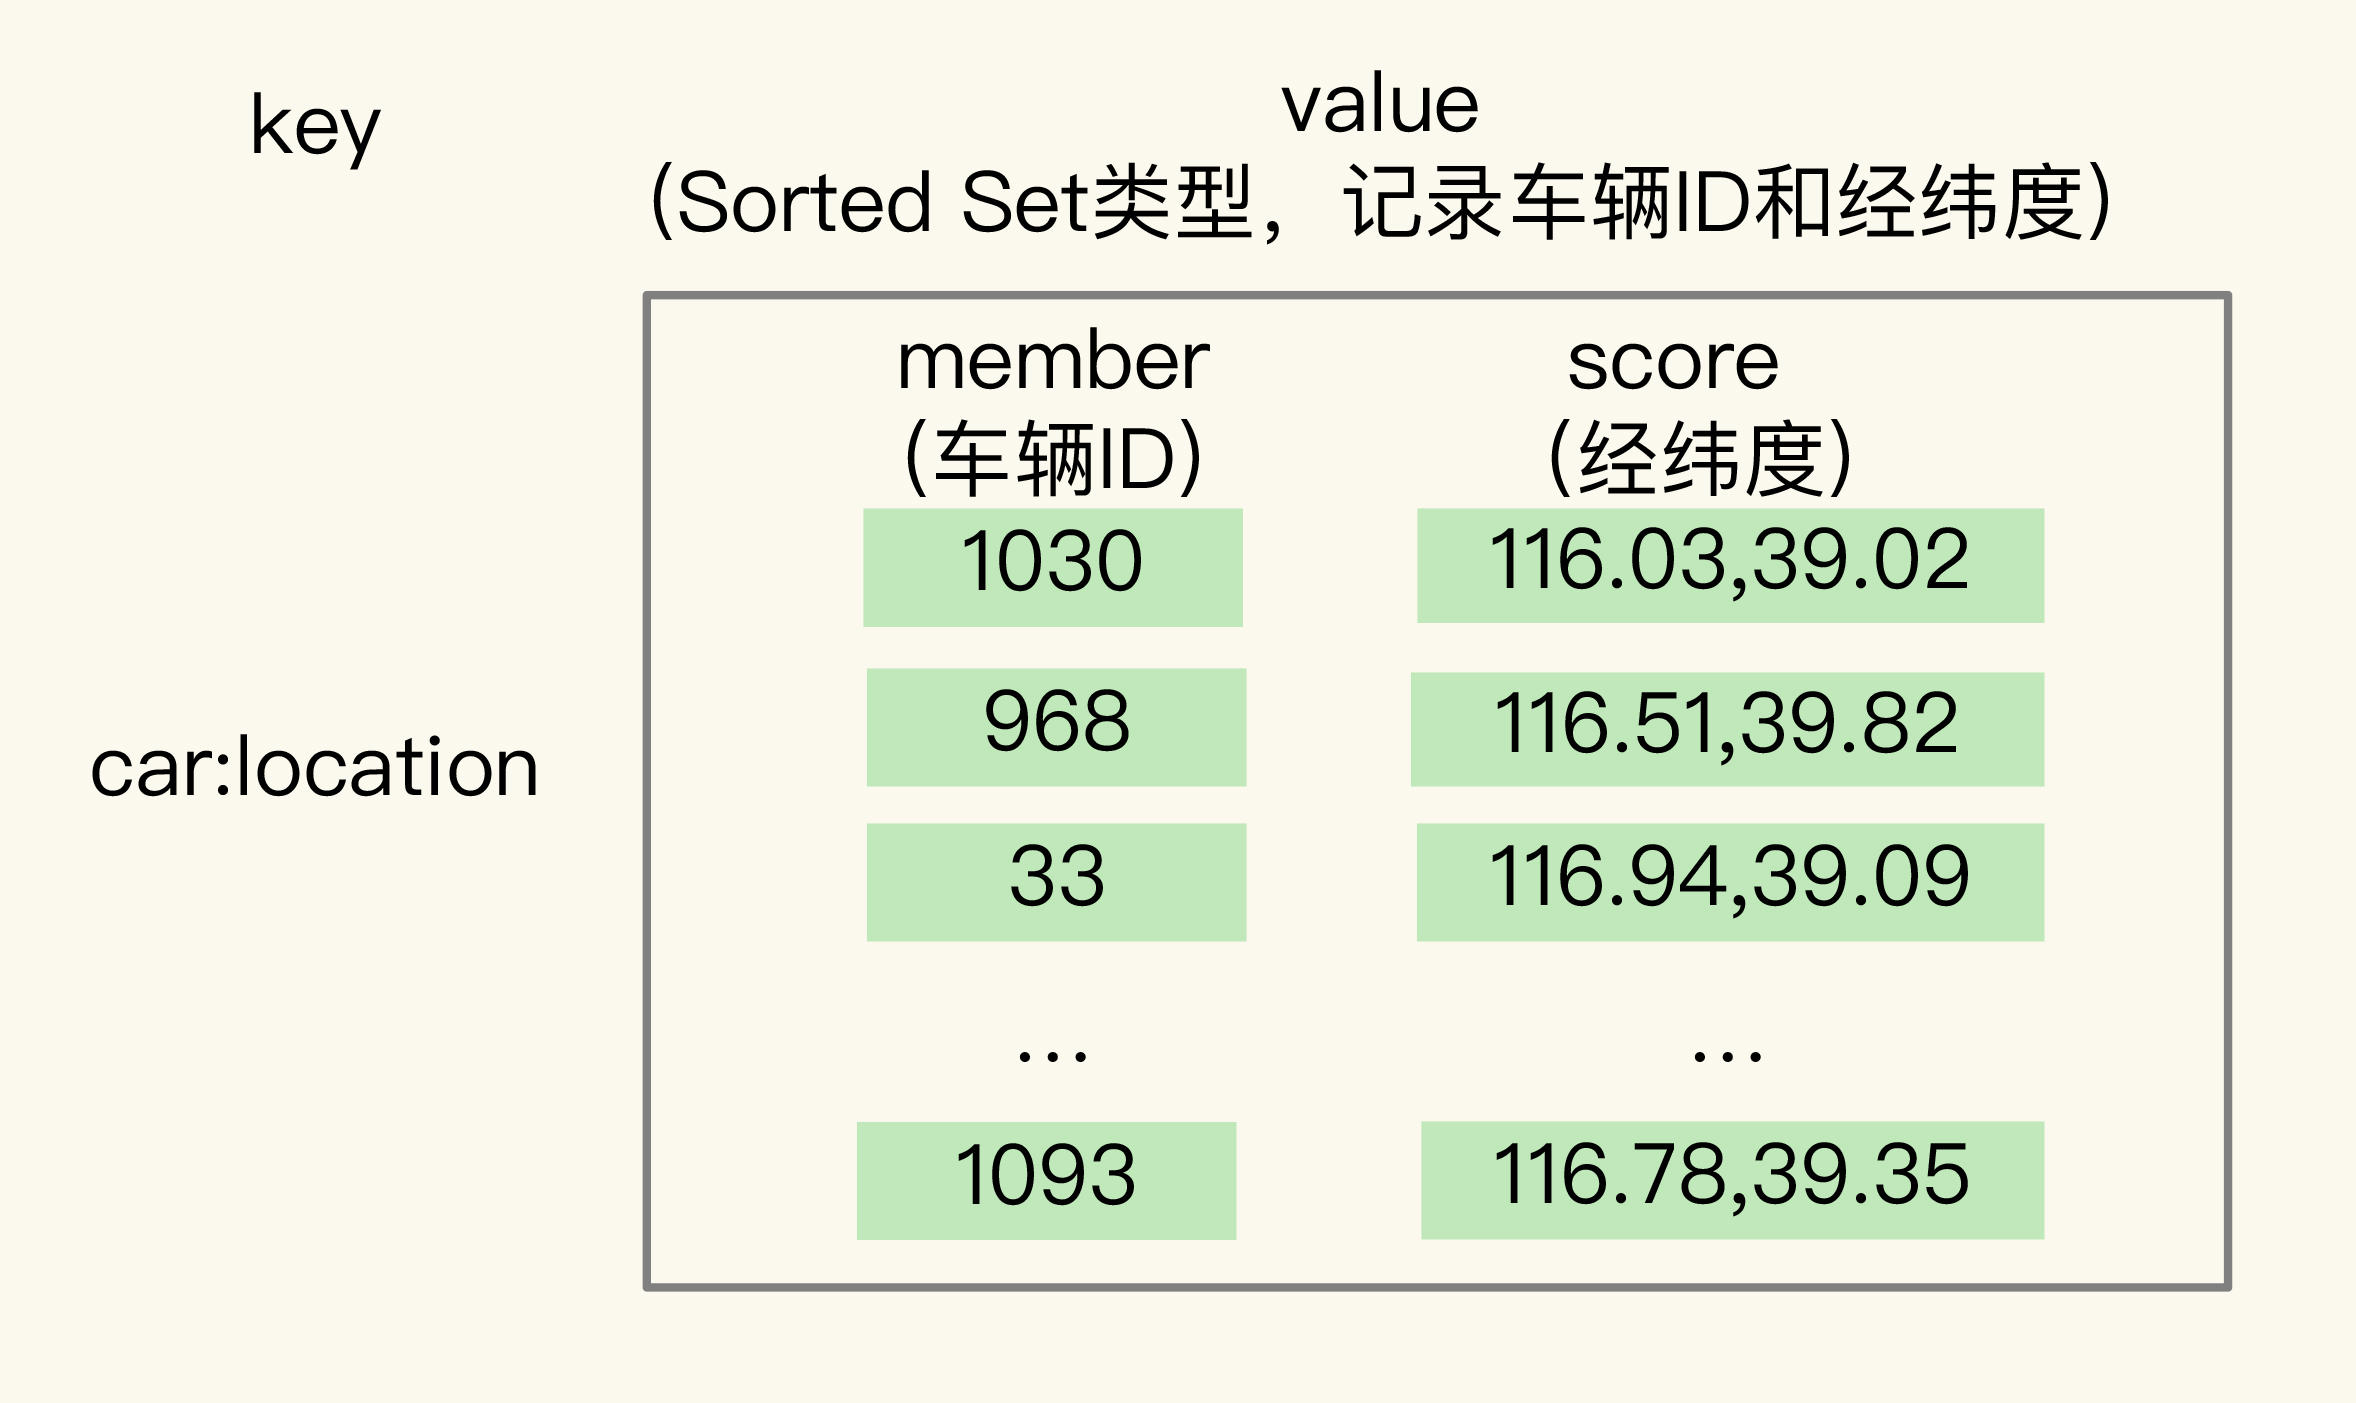 key
value
(Sorted Set类型，记录车辆ID和经纬度)
member
(车辆ID)
score
(经纬度)
1030
116.03,39.02
968
116.51,39.82
car:location
33
116.94,39.09
...
...
1093
116.78,39.35